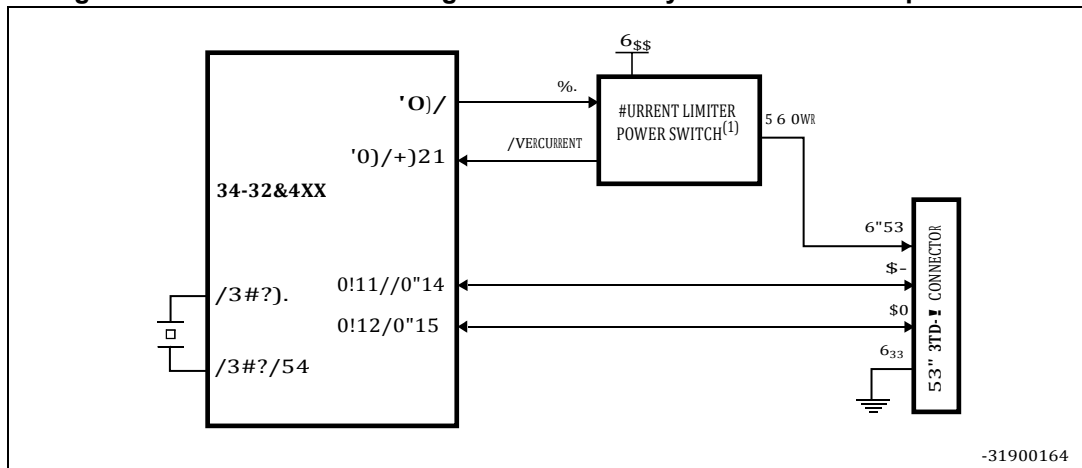 6$$
%.
'O)/
#URRENT LIMITER
POWER SWITCH(1)
5 6 0WR
/VERCURRENT
'0)/+)21
34-32&4XX
6"53
$-
0!11//0"14
/3#?).
$0
0!12/0"15
/3#?/54
633
53" 3TD-! CONNECTOR
-31900164